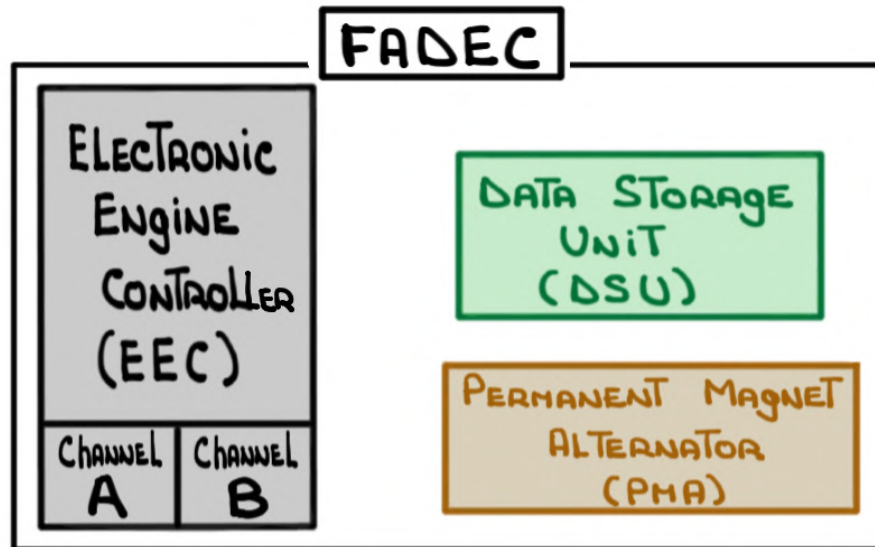 FADEC
ELECTRONIC
ENGINE
CONTROLLER
(EEC)
CHANNEL
A
CHANNEL
B
DATA STORAGE
UNIT
(DSU)
PERMANENT MAGNET
ALTERNATOR
(PMA)